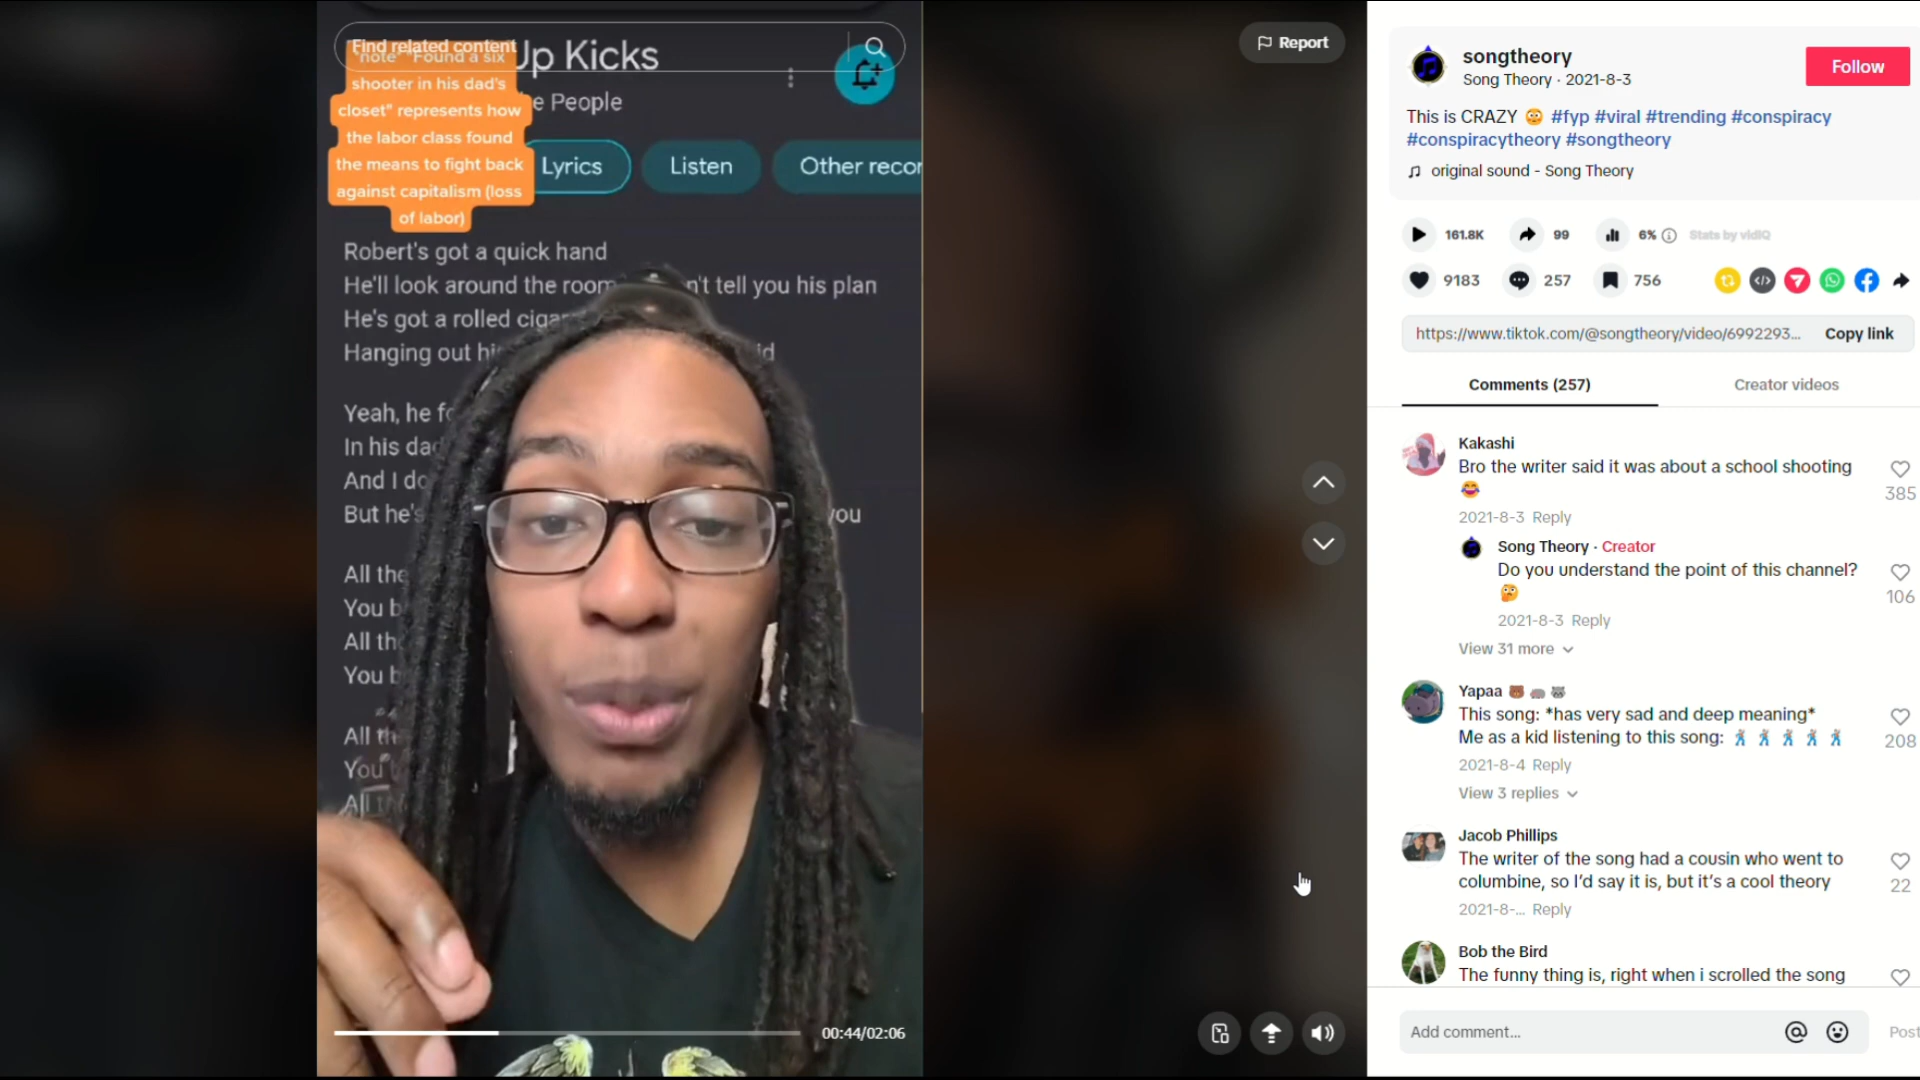 Find related content
Up Kicks
"note" "Found a six
shooter in his dad's
closet" represents how
the labor class found
the means to fight back
against capitalism (loss
of labor)
e People
Lyrics
Listen
Other recor
Robert's got a quick hand
He'll look around the room n't tell you his plan
He's got a rolled cigar
Hanging out hi id
Yeah, he fo
In his dad
And I do
But he's you
All the
You b
All th
You b
All th
You
All
00:44/02:06
Report
songtheory
Song Theory · 2021-8-3
Follow
This is CRAZY 😳 #fyp #viral #trending #conspiracy
#conspiracytheory #songtheory
original sound - Song Theory
161.8K
99
6%
Stats by vidIQ
9183
257
756
https://www.tiktok.com/@songtheory/video/6992293...
Copy link
Comments (257)
Creator videos
Kakashi
Bro the writer said it was about a school shooting
😂
385
2021-8-3 Reply
Song Theory · Creator
Do you understand the point of this channel?
🤔
106
2021-8-3 Reply
View 31 more
Yapaa 🐻🦛🐺
This song: *has very sad and deep meaning*
Me as a kid listening to this song: 🕺🕺🕺🕺🕺
208
2021-8-4 Reply
View 3 replies
Jacob Phillips
The writer of the song had a cousin who went to
columbine, so I'd say it is, but it's a cool theory
22
2021-8-... Reply
Bob the Bird
The funny thing is, right when i scrolled the song
Add comment...
Post